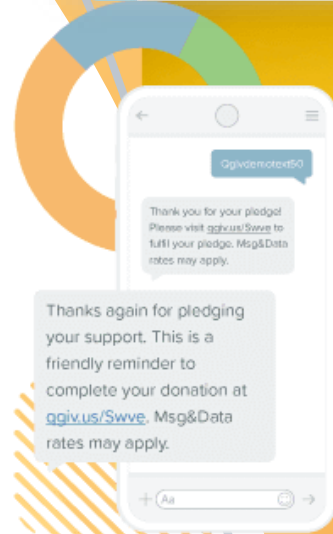 Qgivdemotext50
Thank you for your pledge!
Please visit qgiv.us/Swve to
fulfil your pledge. Msg&Data
rates may apply.
Thanks again for pledging
your support. This is a
friendly reminder to
complete your donation at
qgiv.us/Swve. Msg&Data
rates may apply.
Aa